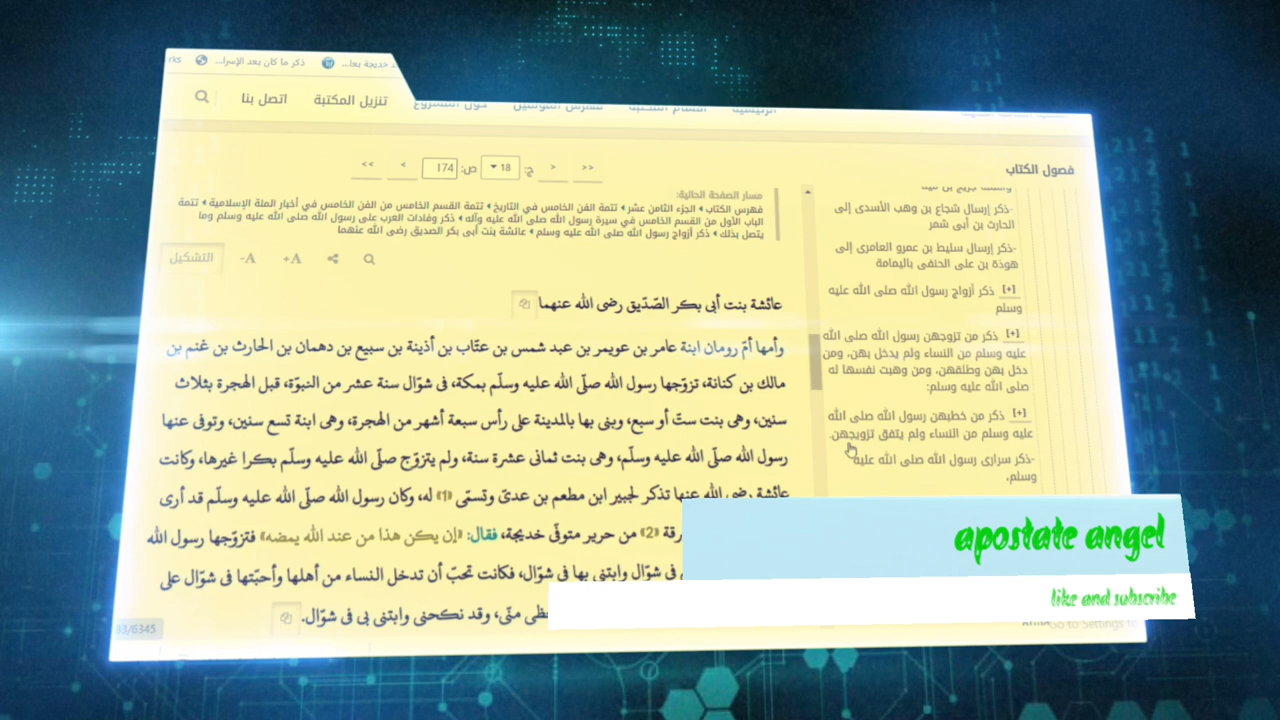 ذكر ما كان بعد الإسرا...
خديجة بعا...
rks
تنزيل المكتبة
اتصل بنا
فصول الكتاب
<< < ج: 18 ص: 174 > >>
مسار الصفحة الحالية:
فهرس الكتاب الجزء الثامن عشر تتمة الفن الخامس في التاريخ تتمة القسم الخامس من الفن الخامس في أخبار الملة الإسلامية تتمة
الباب الأول من القسم الخامس في سيرة رسول الله صلى الله عليه وسلم وآله ذكر وفادات العرب على رسول الله صلى الله عليه وسلم وما
يتصل بذلك ذكر أزواج رسول الله صلى الله عليه وسلم عائشة بنت أبى بكر الصديق رضى الله عنهما
التشكيل -A +A
عائشة بنت أبى بكر الصّدّيق رضى الله عنهما
وأمها أمّ رومان ابنة عامر بن عويمر بن عبد شمس بن عتّاب بن أذينة بن سبيع بن دهمان بن الحارث بن غنم بن
مالك بن كنانة، تزوّجها رسول الله صلّى الله عليه وسلّم بمكة، فى شوّال سنة عشر من النبوّة، قبل الهجرة بثلاث
سنين، وهى بنت ستّ أو سبع، وبنى بها بالمدينة على رأس سبعة أشهر من الهجرة، وهى ابنة تسع سنين، وتوفى عنها
رسول الله صلّى الله عليه وسلّم، وهى بنت ثمانى عشرة سنة، ولم يتزوّج صلّى الله عليه وسلّم بكرا غيرها، وكانت
عائشة رضى الله عنها تذكر لجبير ابن مطعم بن عدىّ وتسمّى «1» له، وكان رسول الله صلّى الله عليه وسلّم قد أرى
رقة «2» من حرير متوفّى خديجة، فقال: «إن يكن هذا من عند الله يمضه» فتزوّجها رسول الله
فى شوّال وابتنى بها فى شوّال، فكانت تحبّ أن تدخل النساء من أهلها وأحبّتها فى شوّال على
منّى، وقد نكحنى وابتنى بى فى شوّال.
-ذكر إرسال شجاع بن وهب الأسدى إلى
الحارث بن أبى شمر
-ذكر إرسال سليط بن عمرو العامرى إلى
هوذة بن على الحنفى باليمامة
[+] ذكر أزواج رسول الله صلى الله عليه
وسلم
[+] ذكر من تزوجهن رسول الله صلى الله
عليه وسلم من النساء ولم يدخل بهن، ومن
دخل بهن وطلقهن، ومن وهبت نفسها له
صلى الله عليه وسلم:
[+] ذكر من خطبهن رسول الله صلى الله
عليه وسلم من النساء ولم يتفق تزويجهن.
-ذكر سرارى رسول الله صلى الله عليه
وسلم،
apostate angel
like and subscribe
Go to Settings to
33/6345